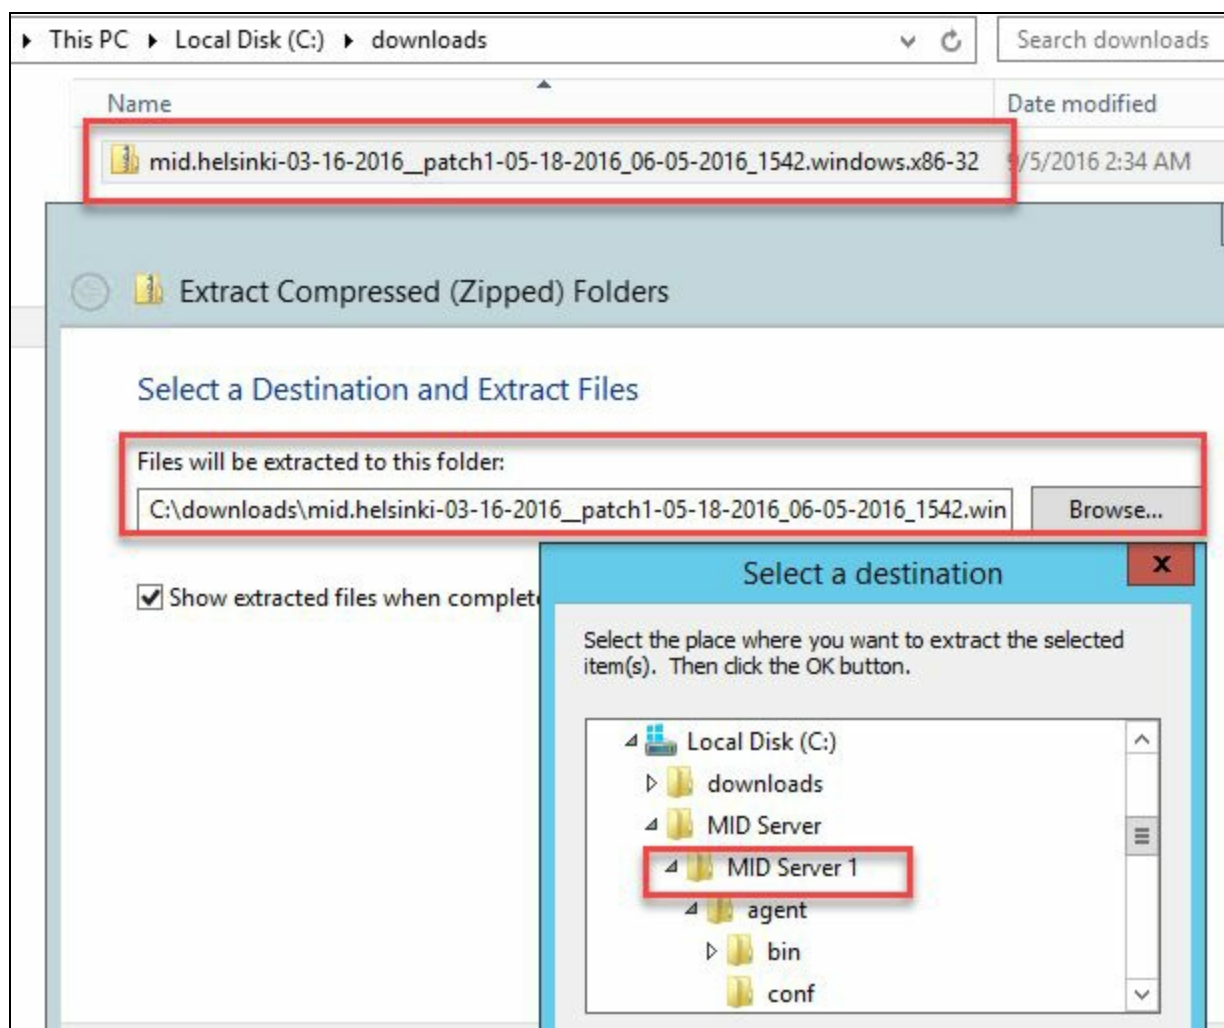 This PC Local Disk (C:) downloads Search downloads
Name Date modified
mid.helsinki-03-16-2016__patch1-05-18-2016_06-05-2016_1542.windows.x86-32 9/5/2016 2:34 AM
Extract Compressed (Zipped) Folders
Select a Destination and Extract Files
Files will be extracted to this folder:
C:\downloads\mid.helsinki-03-16-2016__patch1-05-18-2016_06-05-2016_1542.win Browse...
Show extracted files when complete
Select a destination
x
Select the place where you want to extract the selected
item(s). Then click the OK button.
Local Disk (C:)
downloads
MID Server
MID Server 1
agent
bin
conf